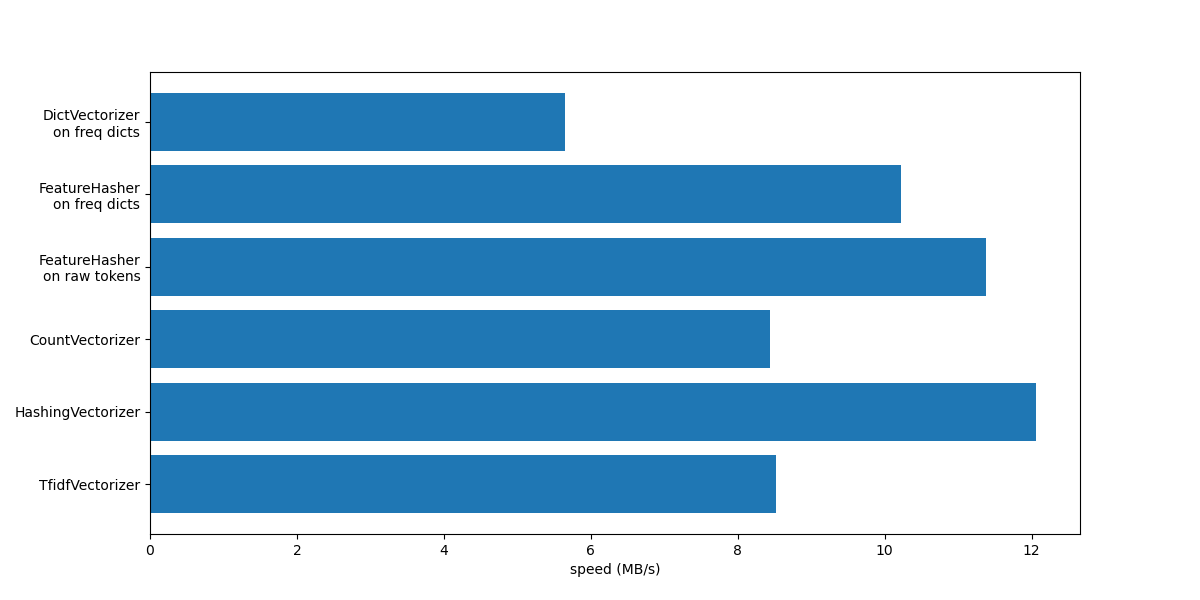 DictVectorizer
on freq dicts
FeatureHasher
on freq dicts
FeatureHasher
on raw tokens
CountVectorizer
HashingVectorizer
TfidfVectorizer
0 2 4 6 8 10 12
speed (MB/s)